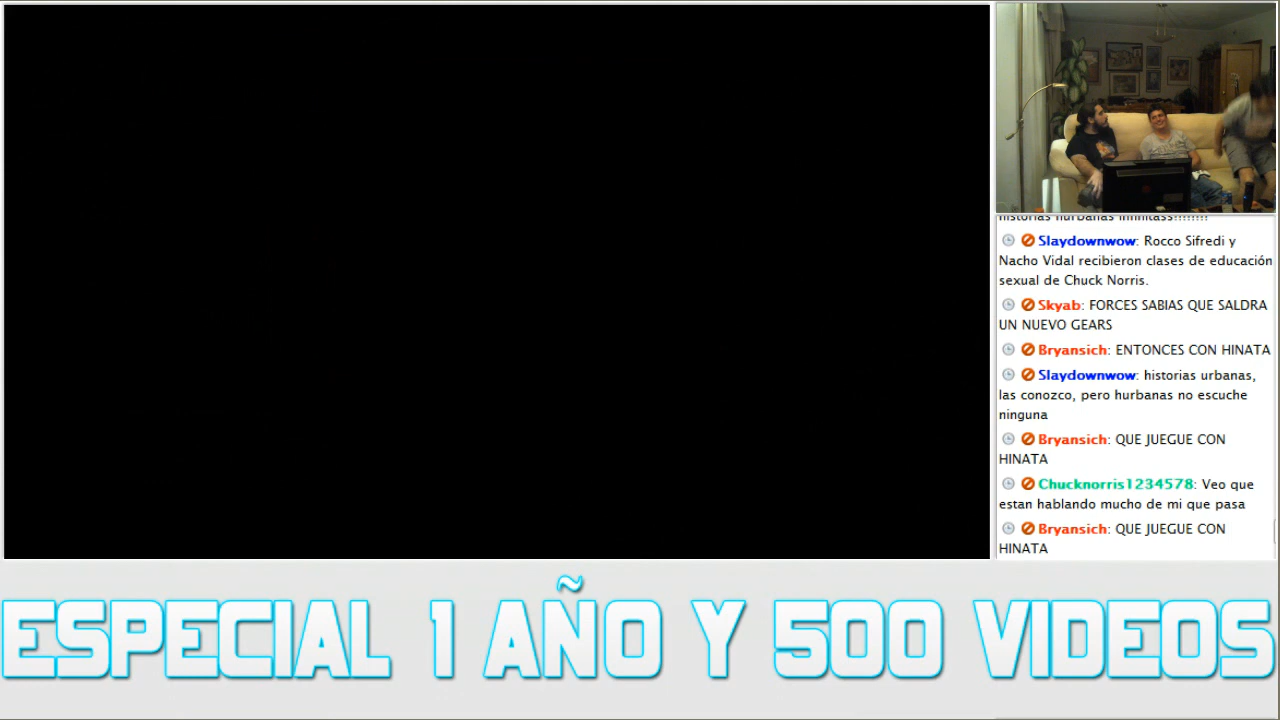 historias hurbanas infinitass!!!!!!!!
Slaydownwow: Rocco Sifredi y
Nacho Vidal recibieron clases de educación
sexual de Chuck Norris.
Skyab: FORCES SABIAS QUE SALDRA
UN NUEVO GEARS
Bryansich: ENTONCES CON HINATA
Slaydownwow: historias urbanas,
las conozco, pero hurbanas no escuche
ninguna
Bryansich: QUE JUEGUE CON
HINATA
Chucknorris1234578: Veo que
estan hablando mucho de mi que pasa
Bryansich: QUE JUEGUE CON
HINATA
ESPECIAL 1 AÑO Y 500 VIDEOS